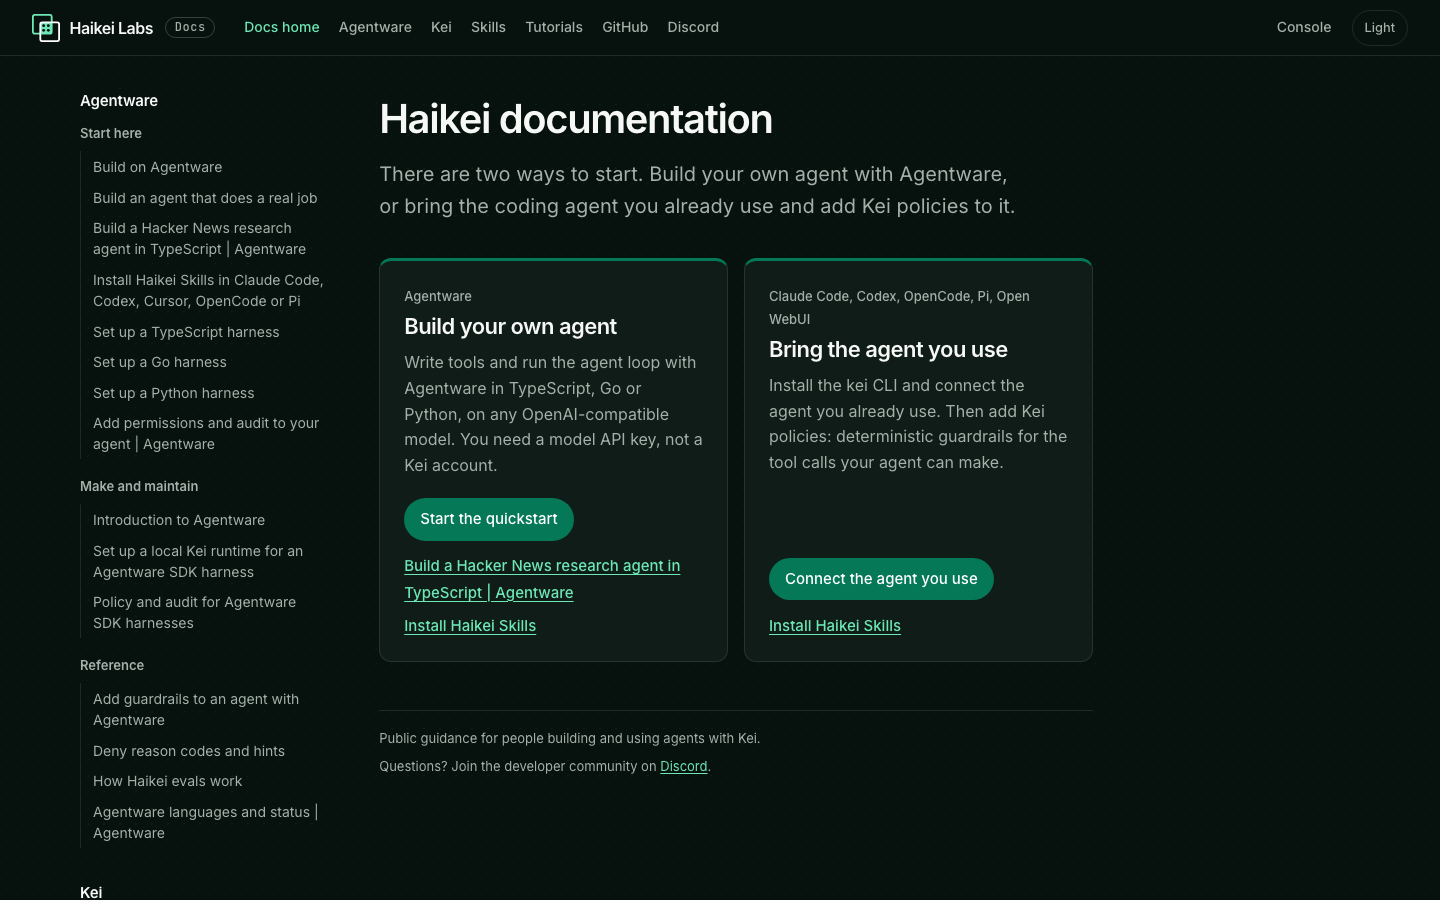 Haikei Labs
Docs
Docs home
Agentware
Kei
Skills
Tutorials
GitHub
Discord
Console
Light
Agentware
Start here
Build on Agentware
Build an agent that does a real job
Build a Hacker News research
agent in TypeScript | Agentware
Install Haikei Skills in Claude Code,
Codex, Cursor, OpenCode or Pi
Set up a TypeScript harness
Set up a Go harness
Set up a Python harness
Add permissions and audit to your
agent | Agentware
Make and maintain
Introduction to Agentware
Set up a local Kei runtime for an
Agentware SDK harness
Policy and audit for Agentware
SDK harnesses
Reference
Add guardrails to an agent with
Agentware
Deny reason codes and hints
How Haikei evals work
Agentware languages and status |
Agentware
Kei
Haikei documentation
There are two ways to start. Build your own agent with Agentware,
or bring the coding agent you already use and add Kei policies to it.
Agentware
Build your own agent
Write tools and run the agent loop with
Agentware in TypeScript, Go or
Python, on any OpenAI-compatible
model. You need a model API key, not a
Kei account.
Start the quickstart
Build a Hacker News research agent in
TypeScript | Agentware
Install Haikei Skills
Claude Code, Codex, OpenCode, Pi, Open
WebUI
Bring the agent you use
Install the kei CLI and connect the
agent you already use. Then add Kei
policies: deterministic guardrails for the
tool calls your agent can make.
Connect the agent you use
Install Haikei Skills
Public guidance for people building and using agents with Kei.
Questions? Join the developer community on Discord.